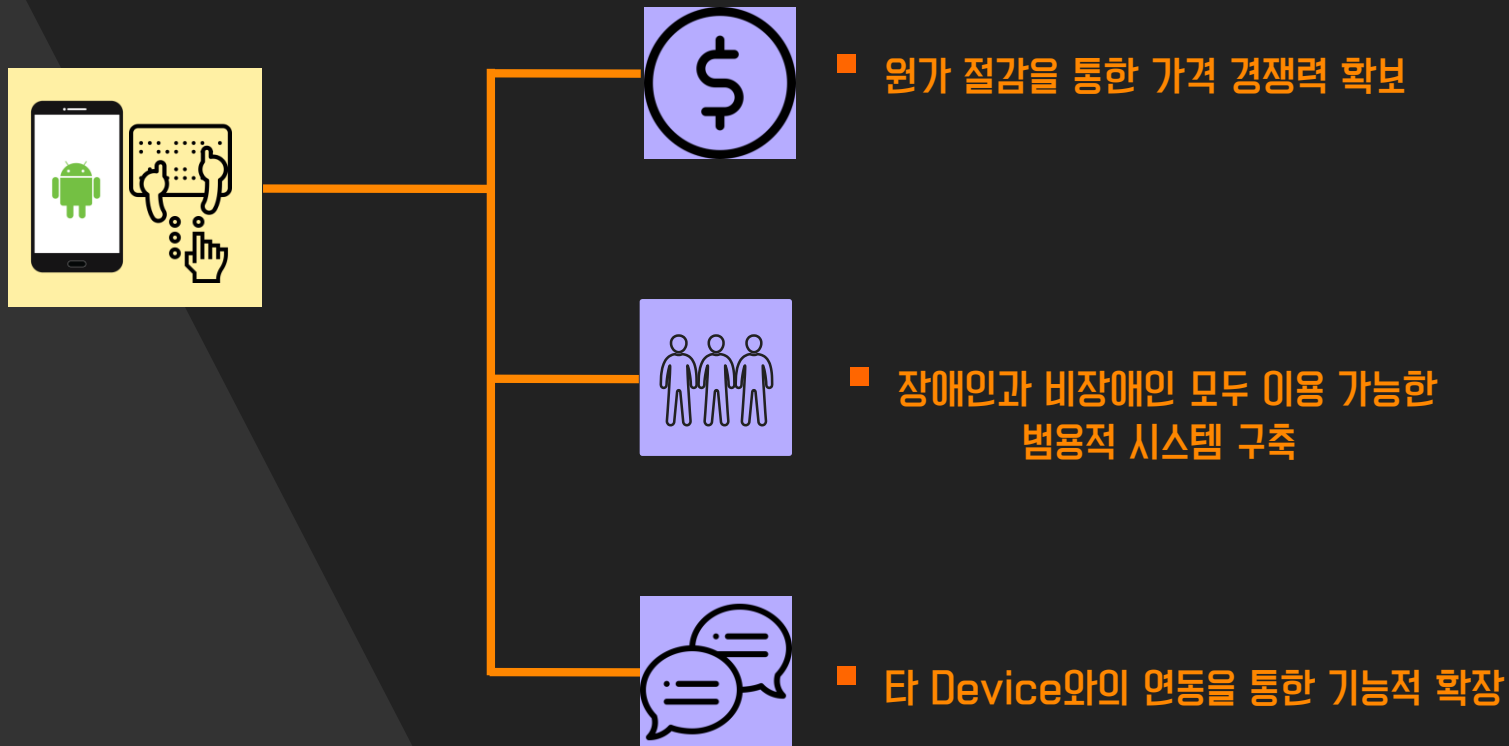 원가 절감을 통한 가격 경쟁력 확보
장애인과 비장애인 모두 이용 가능한
범용적 시스템 구축
타 Device와의 연동을 통한 기능적 확장